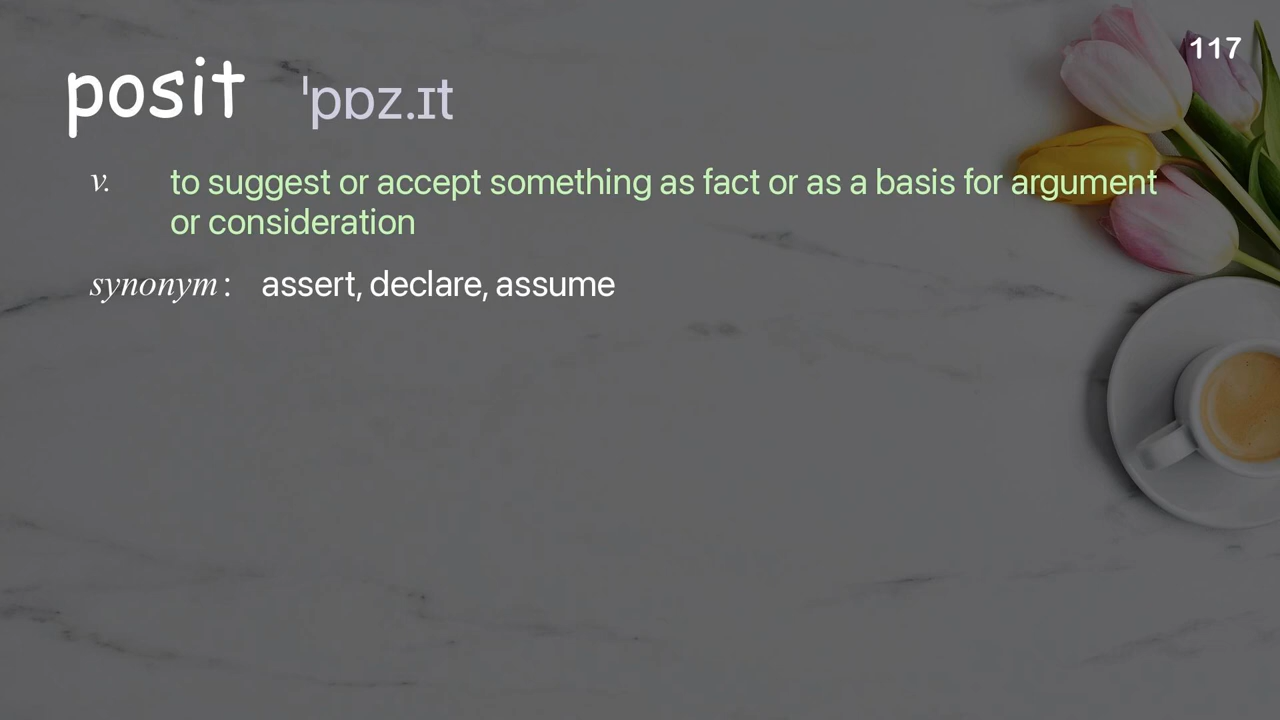 117
posit ˈpɒz.ɪt
v. to suggest or accept something as fact or as a basis for argument
or consideration
synonym : assert, declare, assume